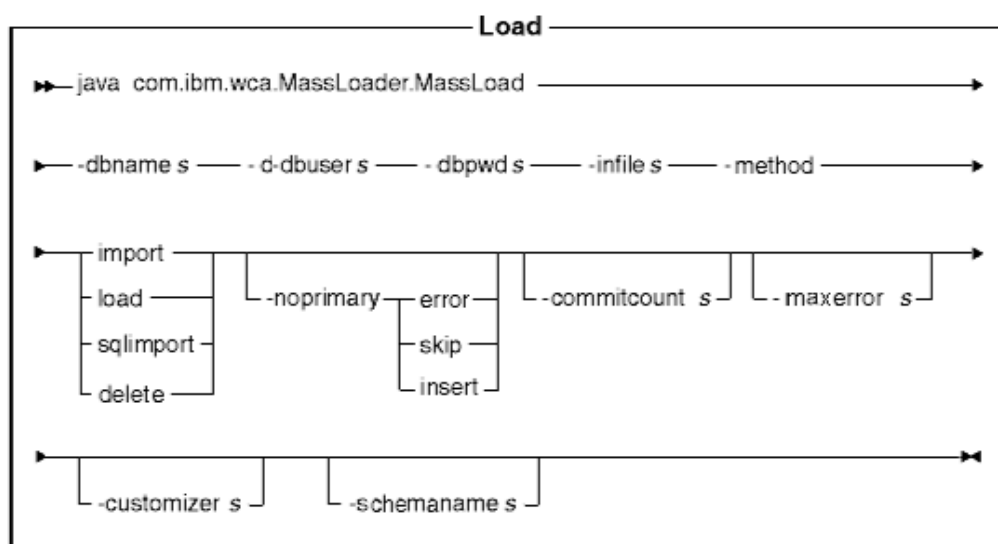 Load
java com.ibm.wca.MassLoader.MassLoad
-dbname s - d-dbuser s - dbpwd s -infile s -method
import
load
sqlimport
delete
-noprimary error
skip
insert
-commitcount s
-maxerror s
-customizer s -schemaname s